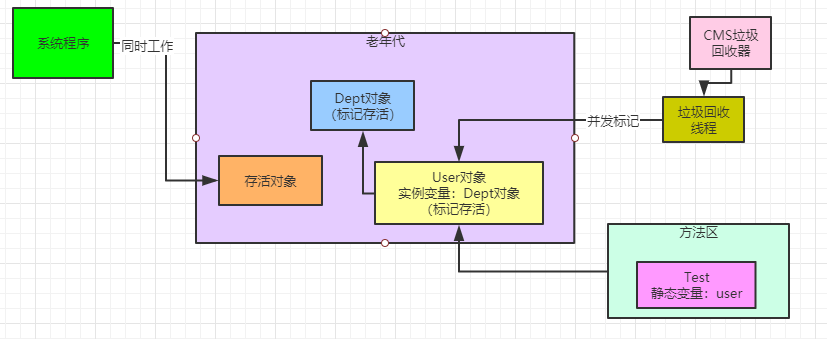 系统程序
同时工作
老年代
CMS垃圾
回收器
Dept对象
(标记存活)
并发标记
垃圾回收
线程
存活对象
User对象
实例变量：Dept对象
(标记存活)
方法区
Test
静态变量：user